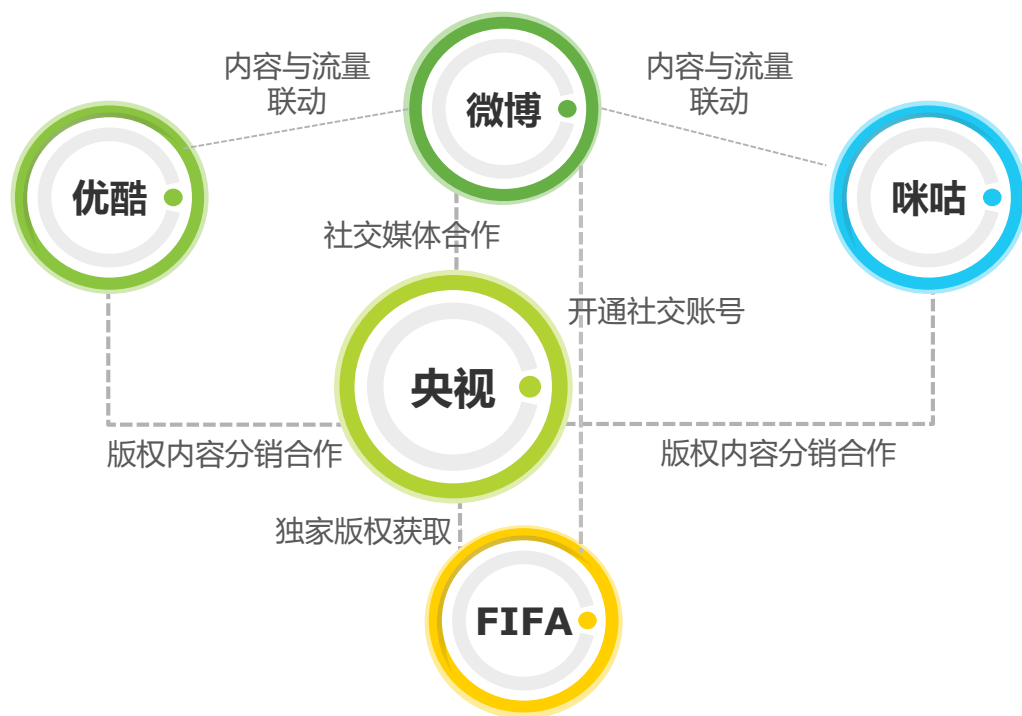 内容与流量
联动
微博
内容与流量
联动
优酷
咪咕
社交媒体合作
开通社交账号
央视
版权内容分销合作
版权内容分销合作
独家版权获取
FIFA